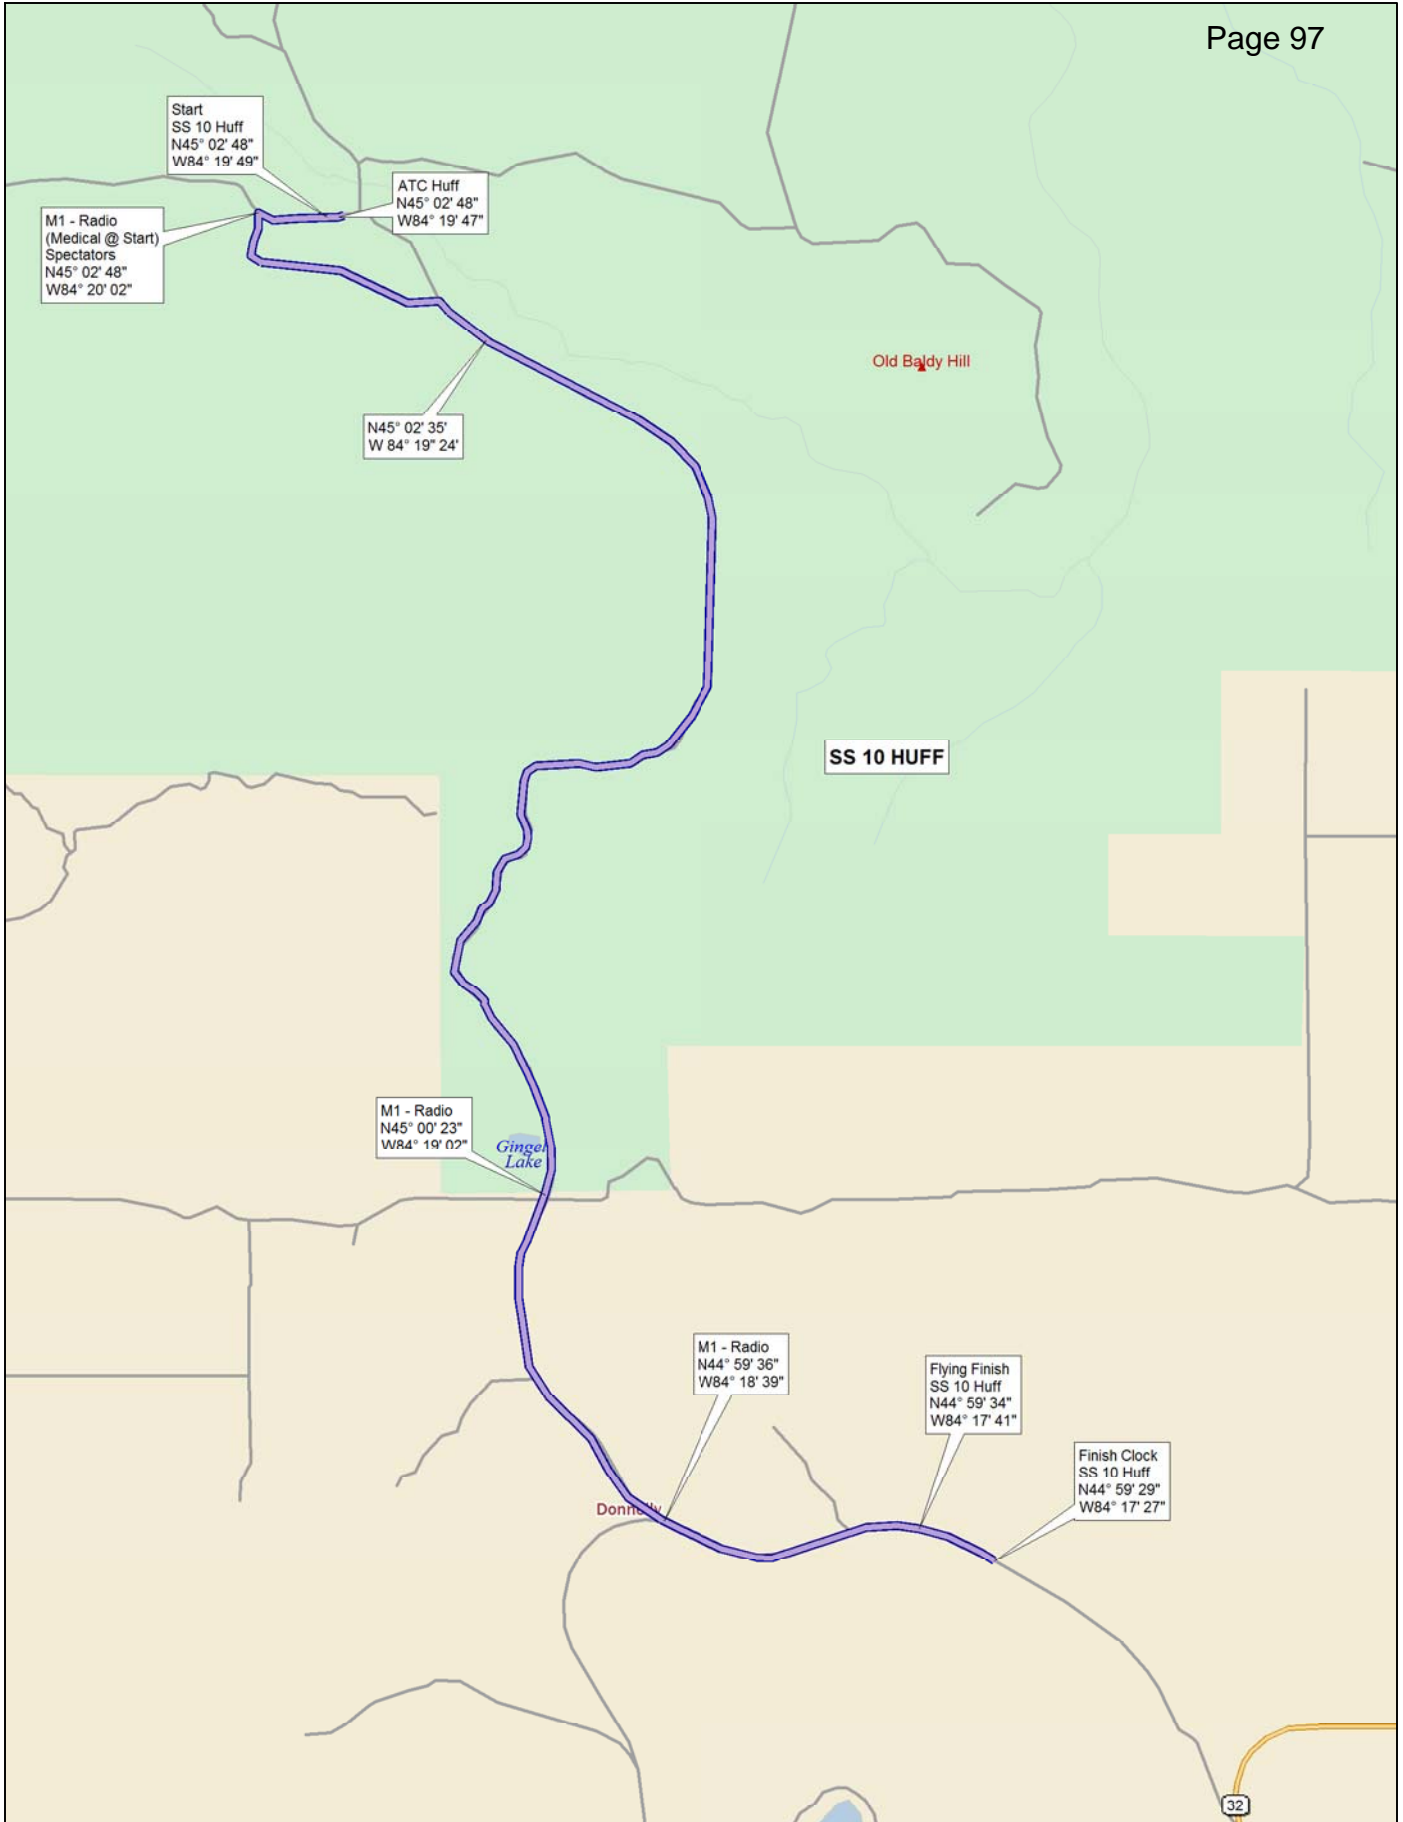 Page 97
Start
SS 10 Huff
N45° 02' 48"
W84° 19' 49"
ATC Huff
N45° 02' 48"
W84° 19' 47"
M1 - Radio
(Medical @ Start)
Spectators
N45° 02' 48"
W84° 20' 02"
Old Baldy Hill
N45° 02' 35'
W 84° 19" 24'
SS 10 HUFF
M1 - Radio
N45° 00' 23"
W84° 19' 02"
Gingel
Lake
M1 - Radio
N44° 59' 36"
W84° 18' 39"
Flying Finish
SS 10 Huff
N44° 59' 34"
W84° 17' 41"
Finish Clock
SS 10 Huff
N44° 59' 29"
W84° 17' 27"
Donnelly
32